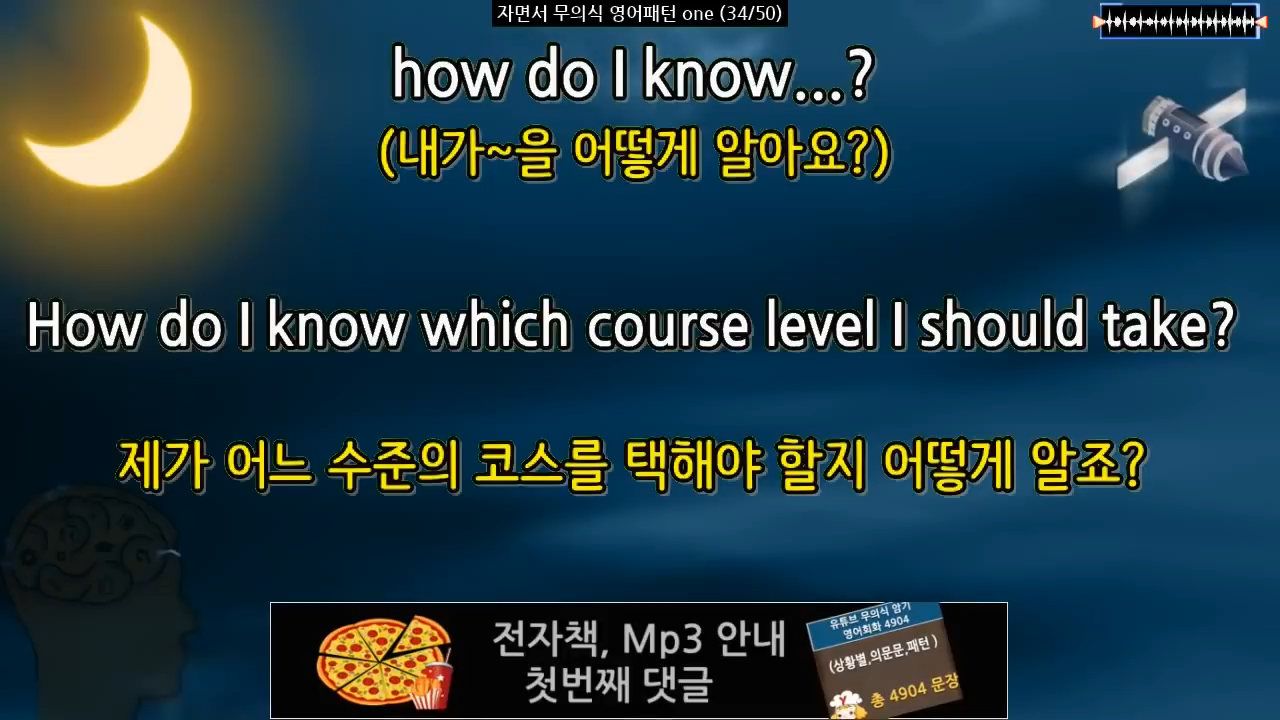 자면서 무의식 영어패턴 one (34/50)
how do I know...?
(내가~을 어떻게 알아요?)
How do I know which course level I should take?
제가 어느 수준의 코스를 택해야 할지 어떻게 알죠?
전자책, Mp3 안내
첫번째 댓글
유튜브 무의식 암기
영어회화 4904
(상황별,의문문,패턴 )
총 4904 문장